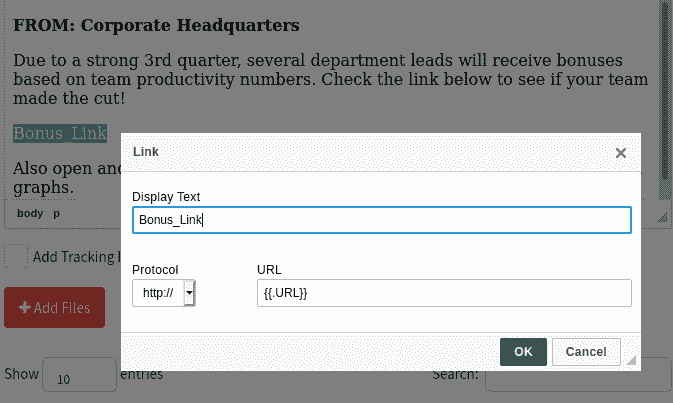 FROM: Corporate Headquarters
Due to a strong 3rd quarter, several department leads will receive bonuses
based on team productivity numbers. Check the link below to see if your team
made the cut!
Bonus_Link
Link
Also open and
graphs.
Display Text
body p
Bonus_Link
Add Tracking
Protocol URL
http:// {{.URL}}
Add Files
OK Cancel
Show 10 entries Search: